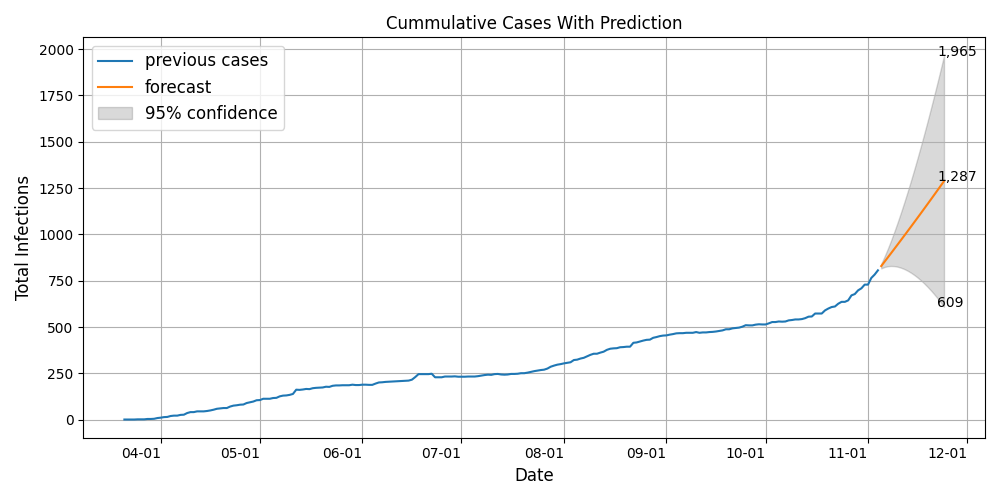 Cummulative Cases With Prediction
previous cases
forecast
95% confidence
1,965
1,287
609
Total Infections
2000
1750
1500
1250
1000
750
500
250
0
04-01 05-01 06-01 07-01 08-01 09-01 10-01 11-01 12-01
Date